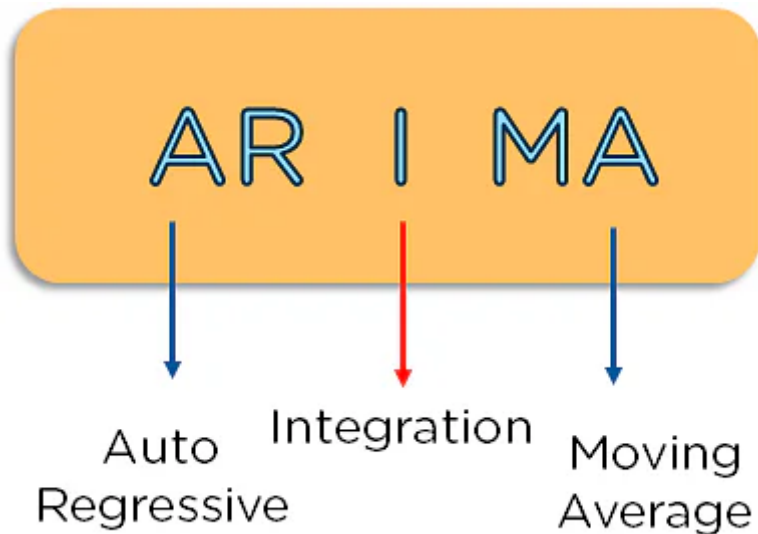 AR I MA
Auto
Regressive
Integration
Moving
Average